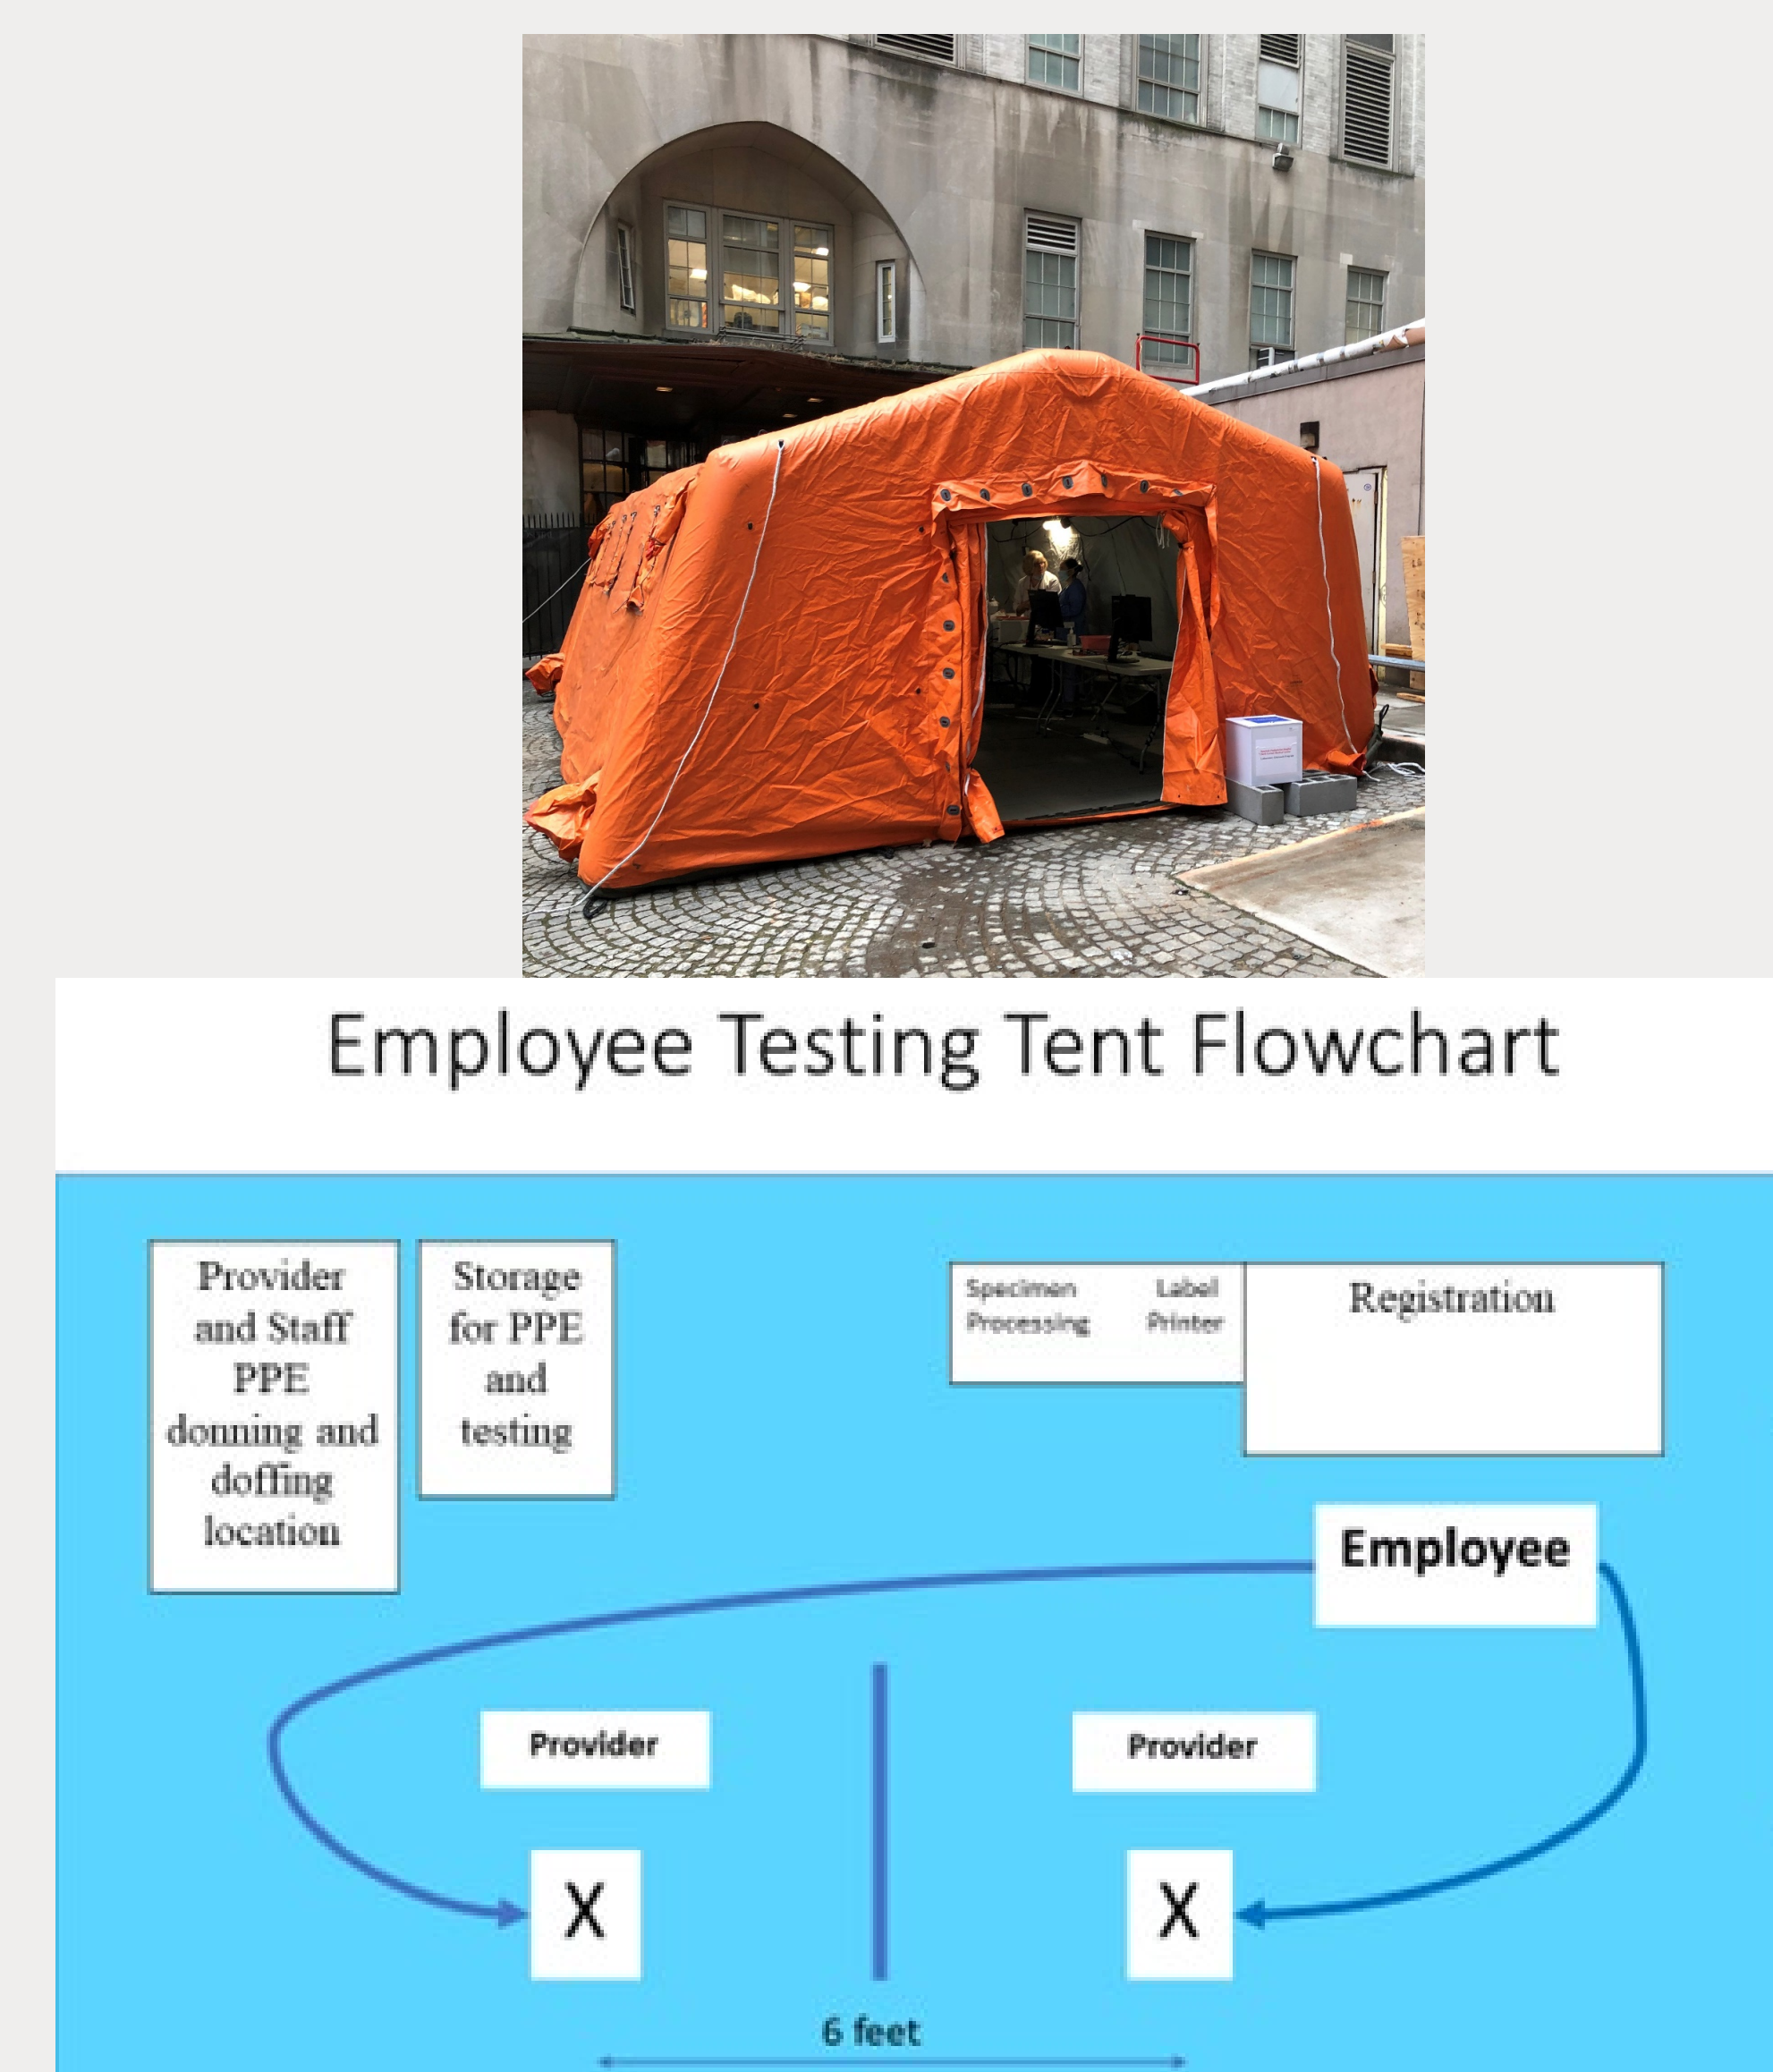 Employee Testing Tent Flowchart
Provider
and Staff
PPE
donning and
doffing
location
Storage
for PPE
and
testing
Specimen
Processing
Label
Printer
Registration
Employee
Provider
Provider
X
X
6 feet